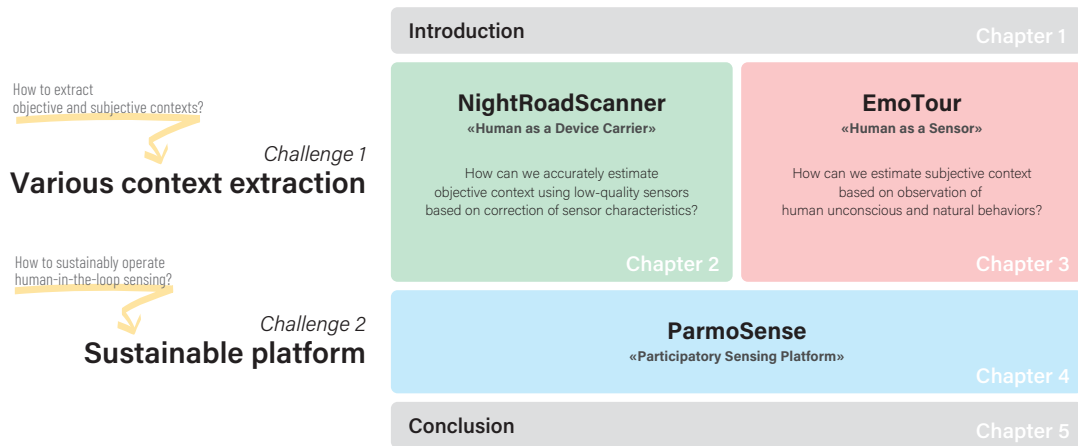 Introduction
Chapter 1
How to extract
objective and subjective contexts?
Challenge 1
Various context extraction
NightRoadScanner
«Human as a Device Carrier»
How can we accurately estimate
objective context using low-quality sensors
based on correction of sensor characteristics?
Chapter 2
EmoTour
«Human as a Sensor»
How can we estimate subjective context
based on observation of
human unconscious and natural behaviors?
Chapter 3
How to sustainably operate
human-in-the-loop sensing?
Challenge 2
Sustainable platform
ParmoSense
«Participatory Sensing Platform»
Chapter 4
Conclusion
Chapter 5